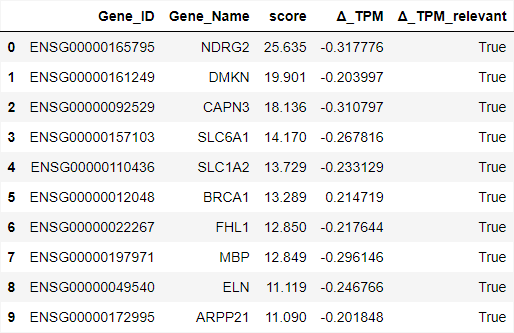 Gene_ID Gene_Name score Δ_TPM Δ_TPM_relevant
0 ENSG00000165795 NDRG2 25.635 -0.317776 True
1 ENSG00000161249 DMKN 19.901 -0.203997 True
2 ENSG00000092529 CAPN3 18.136 -0.310797 True
3 ENSG00000157103 SLC6A1 14.170 -0.267816 True
4 ENSG00000110436 SLC1A2 13.729 -0.233129 True
5 ENSG00000012048 BRCA1 13.289 0.214719 True
6 ENSG00000022267 FHL1 12.850 -0.217644 True
7 ENSG00000197971 MBP 12.849 -0.296146 True
8 ENSG00000049540 ELN 11.119 -0.246766 True
9 ENSG00000172995 ARPP21 11.090 -0.201848 True